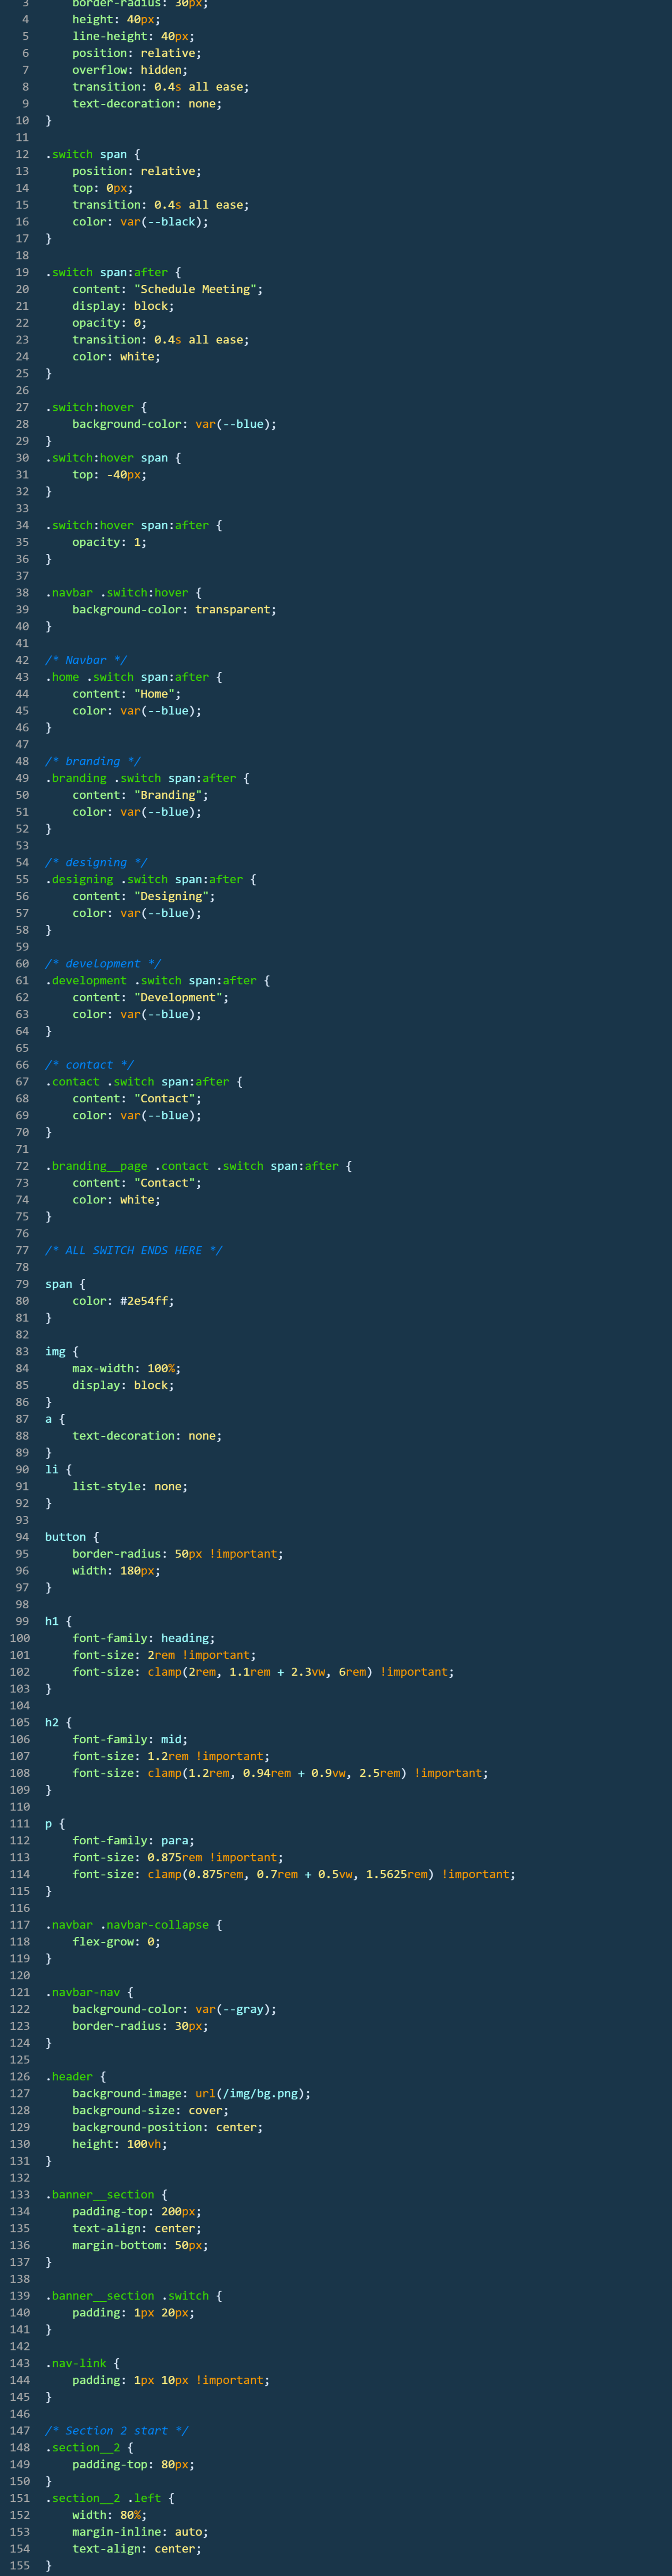 3 border-radius: 30px;
4 height: 40px;
5 line-height: 40px;
6 position: relative;
7 overflow: hidden;
8 transition: 0.4s all ease;
9 text-decoration: none;
10 }
11
12 .switch span {
13 position: relative;
14 top: 0px;
15 transition: 0.4s all ease;
16 color: var(--black);
17 }
18
19 .switch span:after {
20 content: "Schedule Meeting";
21 display: block;
22 opacity: 0;
23 transition: 0.4s all ease;
24 color: white;
25 }
26
27 .switch:hover {
28 background-color: var(--blue);
29 }
30 .switch:hover span {
31 top: -40px;
32 }
33
34 .switch:hover span:after {
35 opacity: 1;
36 }
37
38 .navbar .switch:hover {
39 background-color: transparent;
40 }
41
42 /* Navbar */
43 .home .switch span:after {
44 content: "Home";
45 color: var(--blue);
46 }
47
48 /* branding */
49 .branding .switch span:after {
50 content: "Branding";
51 color: var(--blue);
52 }
53
54 /* designing */
55 .designing .switch span:after {
56 content: "Designing";
57 color: var(--blue);
58 }
59
60 /* development */
61 .development .switch span:after {
62 content: "Development";
63 color: var(--blue);
64 }
65
66 /* contact */
67 .contact .switch span:after {
68 content: "Contact";
69 color: var(--blue);
70 }
71
72 .branding__page .contact .switch span:after {
73 content: "Contact";
74 color: white;
75 }
76
77 /* ALL SWITCH ENDS HERE */
78
79 span {
80 color: #2e54ff;
81 }
82
83 img {
84 max-width: 100%;
85 display: block;
86 }
87 a {
88 text-decoration: none;
89 }
90 li {
91 list-style: none;
92 }
93
94 button {
95 border-radius: 50px !important;
96 width: 180px;
97 }
98
99 h1 {
100 font-family: heading;
101 font-size: 2rem !important;
102 font-size: clamp(2rem, 1.1rem + 2.3vw, 6rem) !important;
103 }
104
105 h2 {
106 font-family: mid;
107 font-size: 1.2rem !important;
108 font-size: clamp(1.2rem, 0.94rem + 0.9vw, 2.5rem) !important;
109 }
110
111 p {
112 font-family: para;
113 font-size: 0.875rem !important;
114 font-size: clamp(0.875rem, 0.7rem + 0.5vw, 1.5625rem) !important;
115 }
116
117 .navbar .navbar-collapse {
118 flex-grow: 0;
119 }
120
121 .navbar-nav {
122 background-color: var(--gray);
123 border-radius: 30px;
124 }
125
126 .header {
127 background-image: url(/img/bg.png);
128 background-size: cover;
129 background-position: center;
130 height: 100vh;
131 }
132
133 .banner__section {
134 padding-top: 200px;
135 text-align: center;
136 margin-bottom: 50px;
137 }
138
139 .banner__section .switch {
140 padding: 1px 20px;
141 }
142
143 .nav-link {
144 padding: 1px 10px !important;
145 }
146
147 /* Section 2 start */
148 .section__2 {
149 padding-top: 80px;
150 }
151 .section__2 .left {
152 width: 80%;
153 margin-inline: auto;
154 text-align: center;
155 }